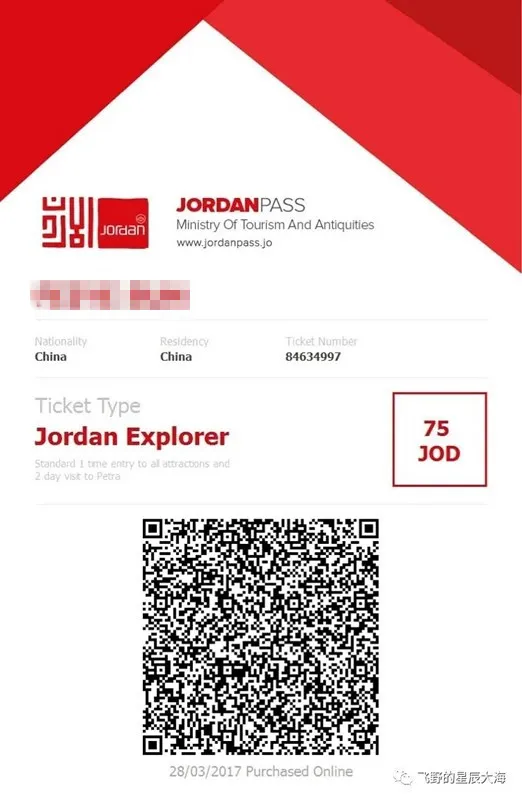 Jordan
JORDANPASS
Ministry Of Tourism And Antiquities
www.jordanpass.jo
Nationality Residency Ticket Number
China China 84634997
Ticket Type
Jordan Explorer
Standard 1 time entry to all attractions and
2 day visit to Petra
75
JOD
28/03/2017 Purchased Online
飞野的星辰大海